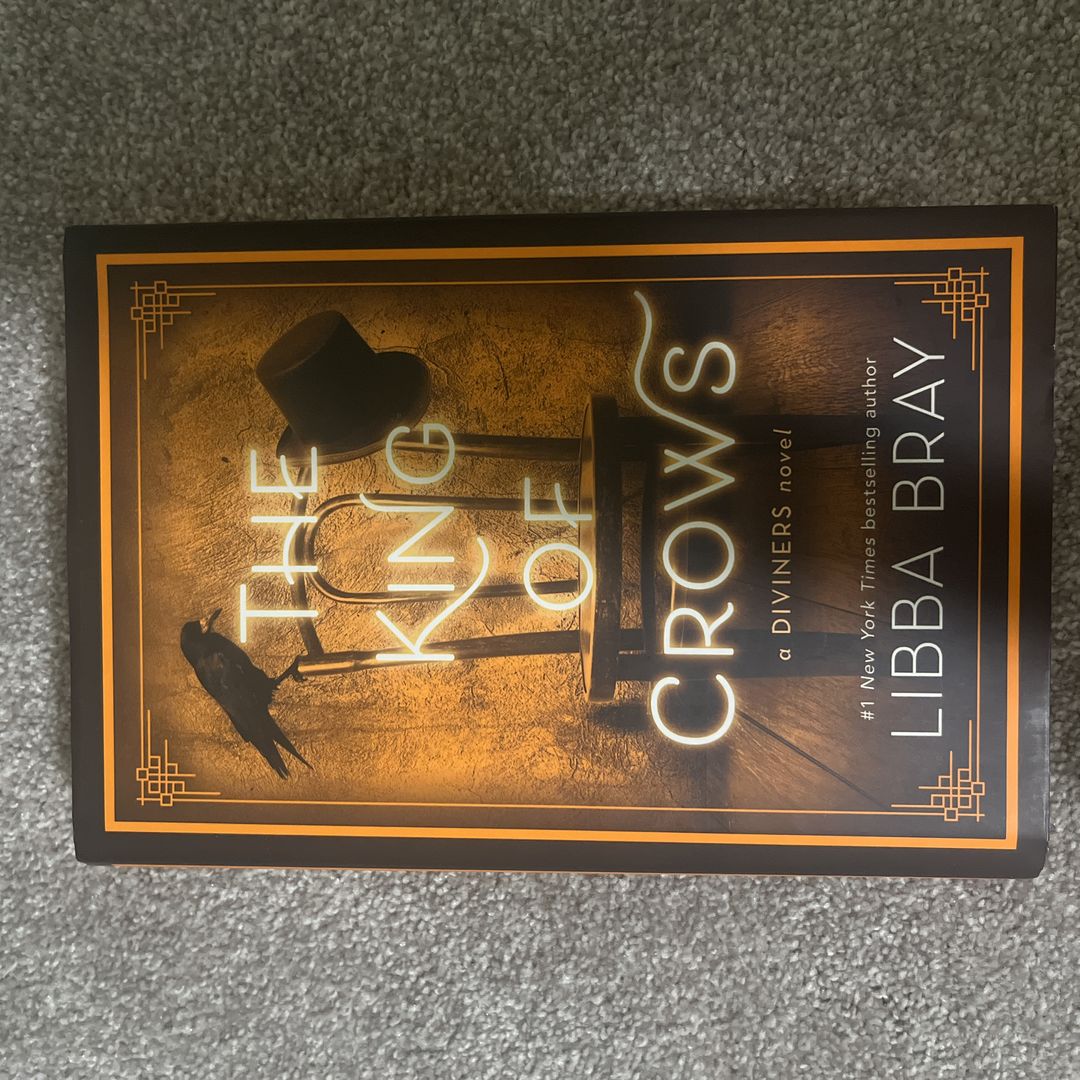 THE
KING
OF
CROWS
a DIVINERS novel
#1 New York Times bestselling author
LIBBA BRAY